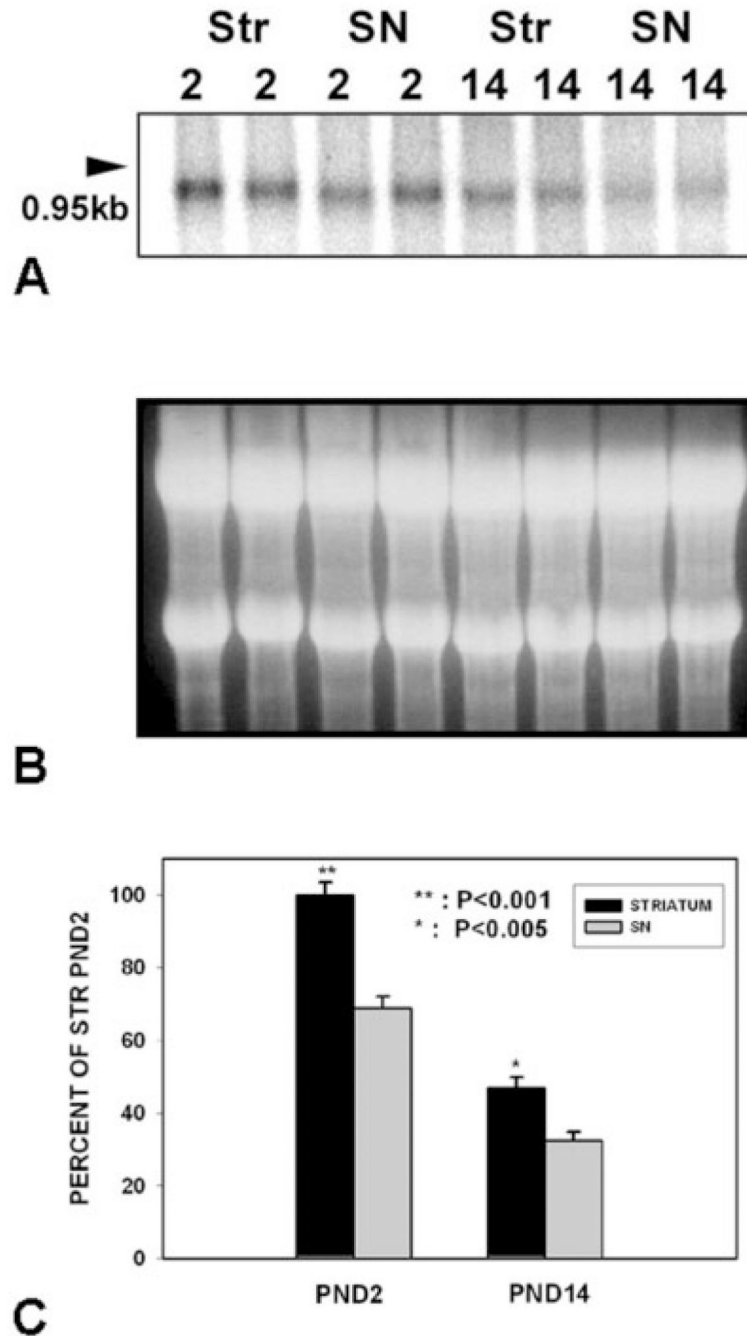 Str SN Str SN
2 2 2 2 14 14 14 14
0.95kb
A
B
** : P<0.001
* : P<0.005
STRIATUM
SN
**
*
PERCENT OF STR PND2
100
80
60
40
20
0
PND2 PND14
C